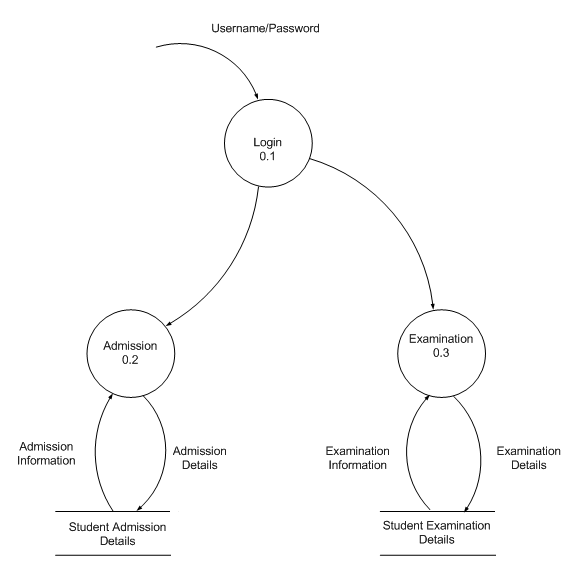 Username/Password
Login
0.1
Admission
0.2
Examination
0.3
Admission
Information
Admission
Details
Examination
Information
Examination
Details
Student Admission
Details
Student Examination
Details